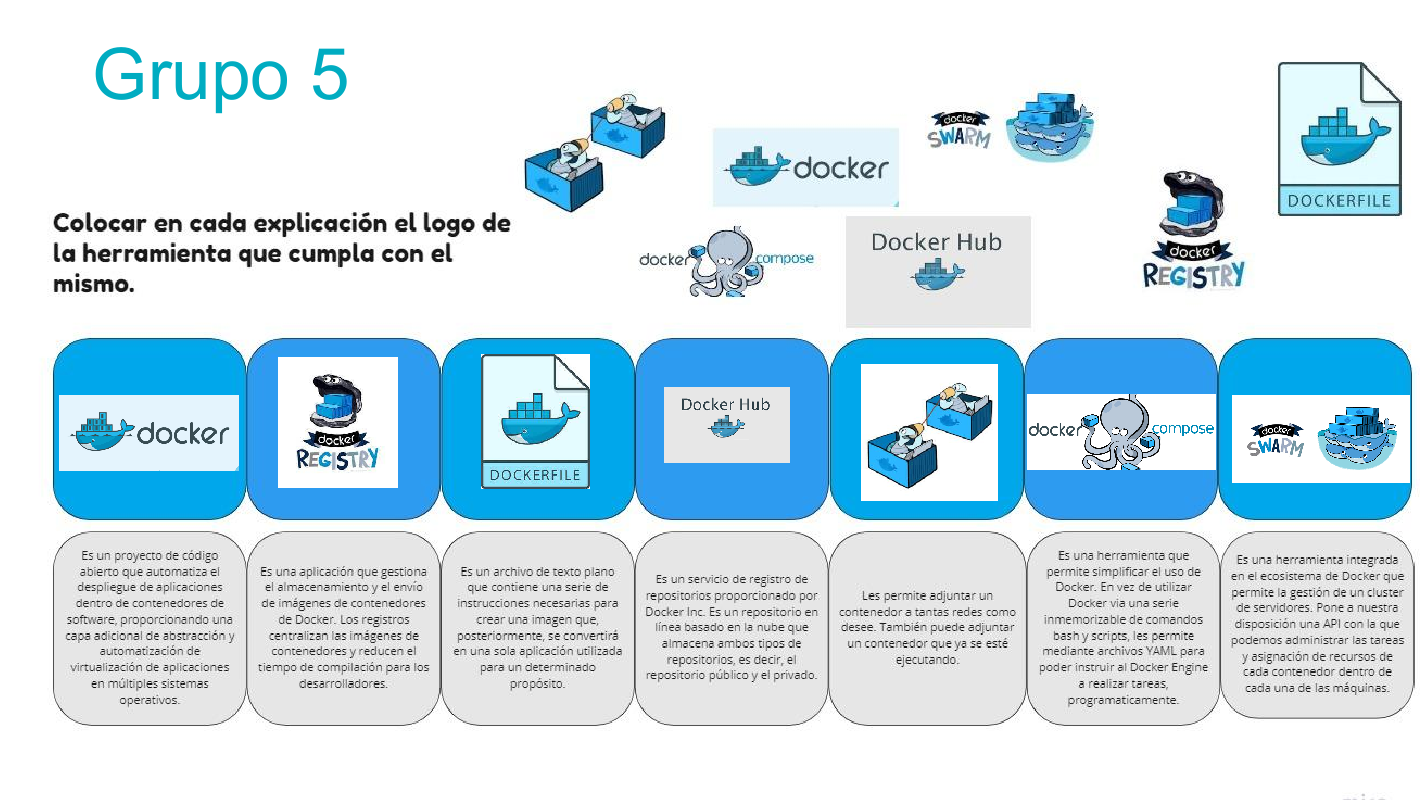 Grupo 5
Colocar en cada explicación el logo de
la herramienta que cumpla con el
mismo.
docker
docker
SWARM
DOCKERFILE
docker compose
Docker Hub
docker
REGISTRY
docker
docker
REGISTRY
DOCKERFILE
Docker Hub
docker compose
docker
SWARM
Es un proyecto de código
abierto que automatiza el
despliegue de aplicaciones
dentro de contenedores de
software, proporcionando una
capa adicional de abstracción y
automatización de
virtualización de aplicaciones
en múltiples sistemas
operativos.
Es una aplicación que gestiona
el almacenamiento y el envío
de imágenes de contenedores
de Docker. Los registros
centralizan las imágenes de
contenedores y reducen el
tiempo de compilación para los
desarrolladores.
Es un archivo de texto plano
que contiene una serie de
instrucciones necesarias para
crear una imagen que,
posteriormente, se convertirá
en una sola aplicación utilizada
para un determinado
propósito.
Es un servicio de registro de
repositorios proporcionado por
Docker Inc. Es un repositorio en
línea basado en la nube que
almacena ambos tipos de
repositorios, es decir, el
repositorio público y el privado.
Les permite adjuntar un
contenedor a tantas redes como
desee. También puede adjuntar
un contenedor que ya se esté
ejecutando.
Es una herramienta que
permite simplificar el uso de
Docker. En vez de utilizar
Docker via una serie
inmemorizable de comandos
bash y scripts, les permite
mediante archivos YAML para
poder instruir al Docker Engine
a realizar tareas,
programaticamente.
Es una herramienta integrada
en el ecosistema de Docker que
permite la gestión de un cluster
de servidores. Pone a nuestra
disposición una API con la que
podemos administrar las tareas
y asignación de recursos de
cada contenedor dentro de
cada una de las máquinas.